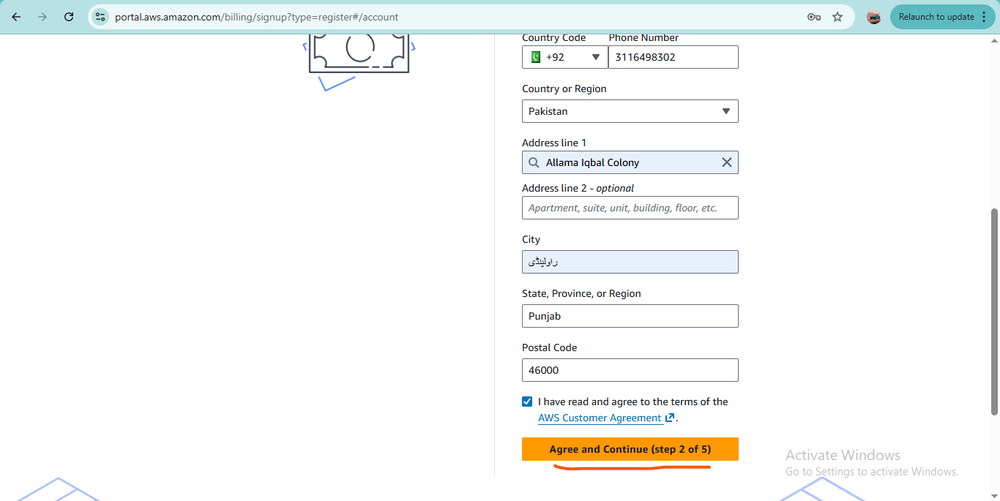 portal.aws.amazon.com/billing/signup?type=register#/account
Relaunch to update
Country Code Phone Number
+92 3116498302
Country or Region
Pakistan
Address line 1
Allama Iqbal Colony
Address line 2 - optional
Apartment, suite, unit, building, floor, etc.
City
راولپنڈی
State, Province, or Region
Punjab
Postal Code
46000
I have read and agree to the terms of the
AWS Customer Agreement .
Agree and Continue (step 2 of 5)
Activate Windows
Go to Settings to activate Windows.